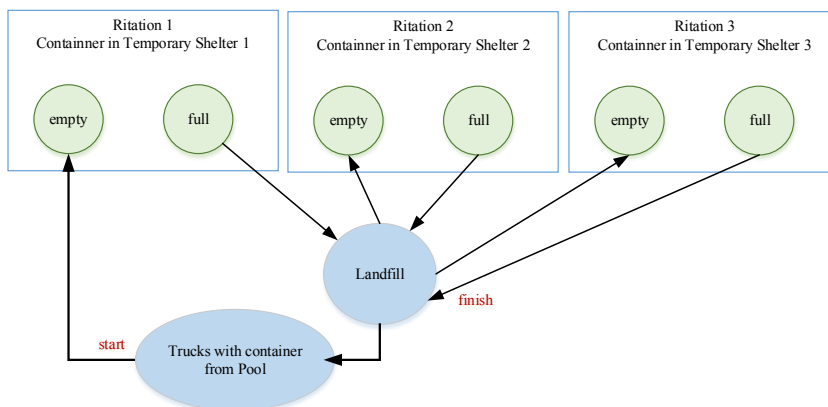 Ritation 1
Containner in Temporary Shelter 1
Ritation 2
Containner in Temporary Shelter 2
Ritation 3
Containner in Temporary Shelter 3
empty
full
empty
full
empty
full
Landfill
finish
start
Trucks with container
from Pool